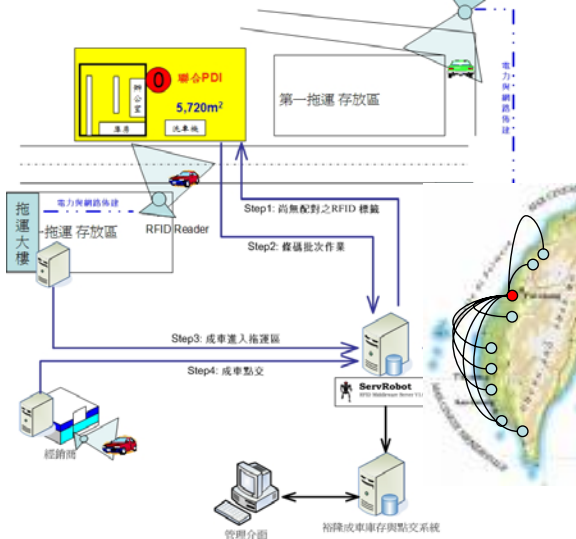 聯合PDI
5,720m²
辦公室
庫房
洗車機
第一拖運 存放區
電力與網路佈建
電力與網路佈建
拖運大樓
一拖運 存放區
RFID Reader
Step1: 尚無配對之RFID 標籤
Step2: 條碼批次作業
Step3: 成車進入拖運區
Step4: 成車點交
ServRobot
經銷商
管理介面
裕隆成車庫存與點交系統